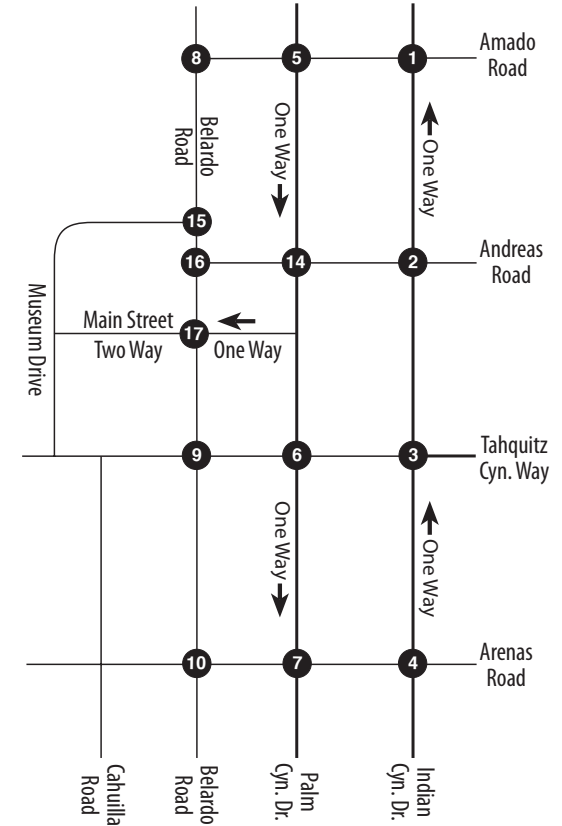 8
5
1
Amado
Road
Belardo
Road
One Way
One Way
15
16
14
2
Andreas
Road
Museum Drive
Main Street
Two Way
17
One Way
9
6
3
Tahquitz
Cyn. Way
One Way
One Way
10
7
4
Arenas
Road
Cahuilla
Road
Belardo
Road
Palm
Cyn. Dr.
Indian
Cyn. Dr.